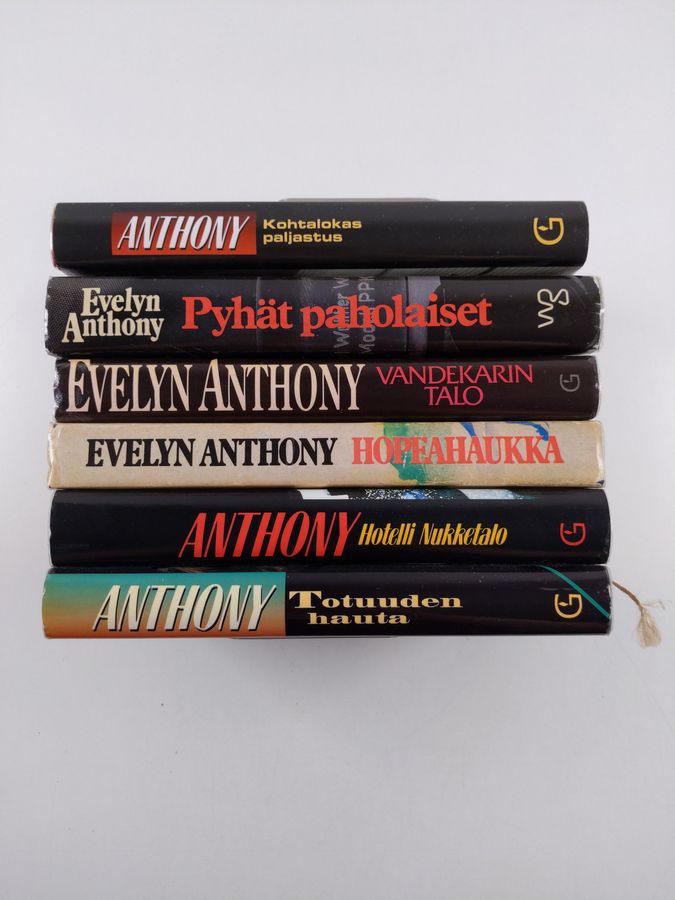 ANTHONY Kohtalokas
paljastus
G
Evelyn
Anthony
Pyhät paholaiset
EVELYN ANTHONY VANDEKARIN
TALO
G
EVELYN ANTHONY HOPEAHAUKKA
ANTHONY Hotelli Nukketalo
G
ANTHONY Totuuden
hauta
G